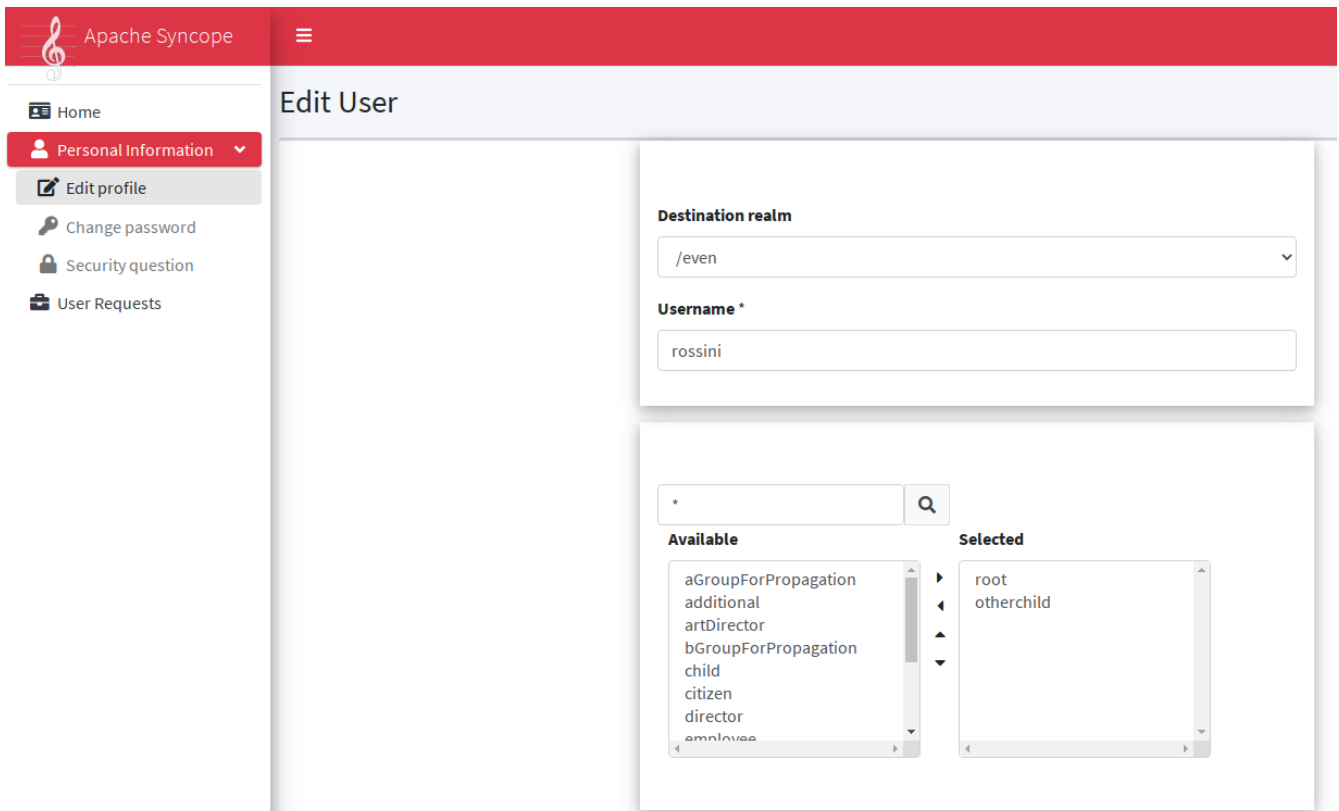 Apache Syncope
Home
Personal Information
Edit profile
Change password
Security question
User Requests
Edit User
Destination realm
/even
Username *
rossini
*
Available
aGroupForPropagation
additional
artDirector
bGroupForPropagation
child
citizen
director
employee
Selected
root
otherchild